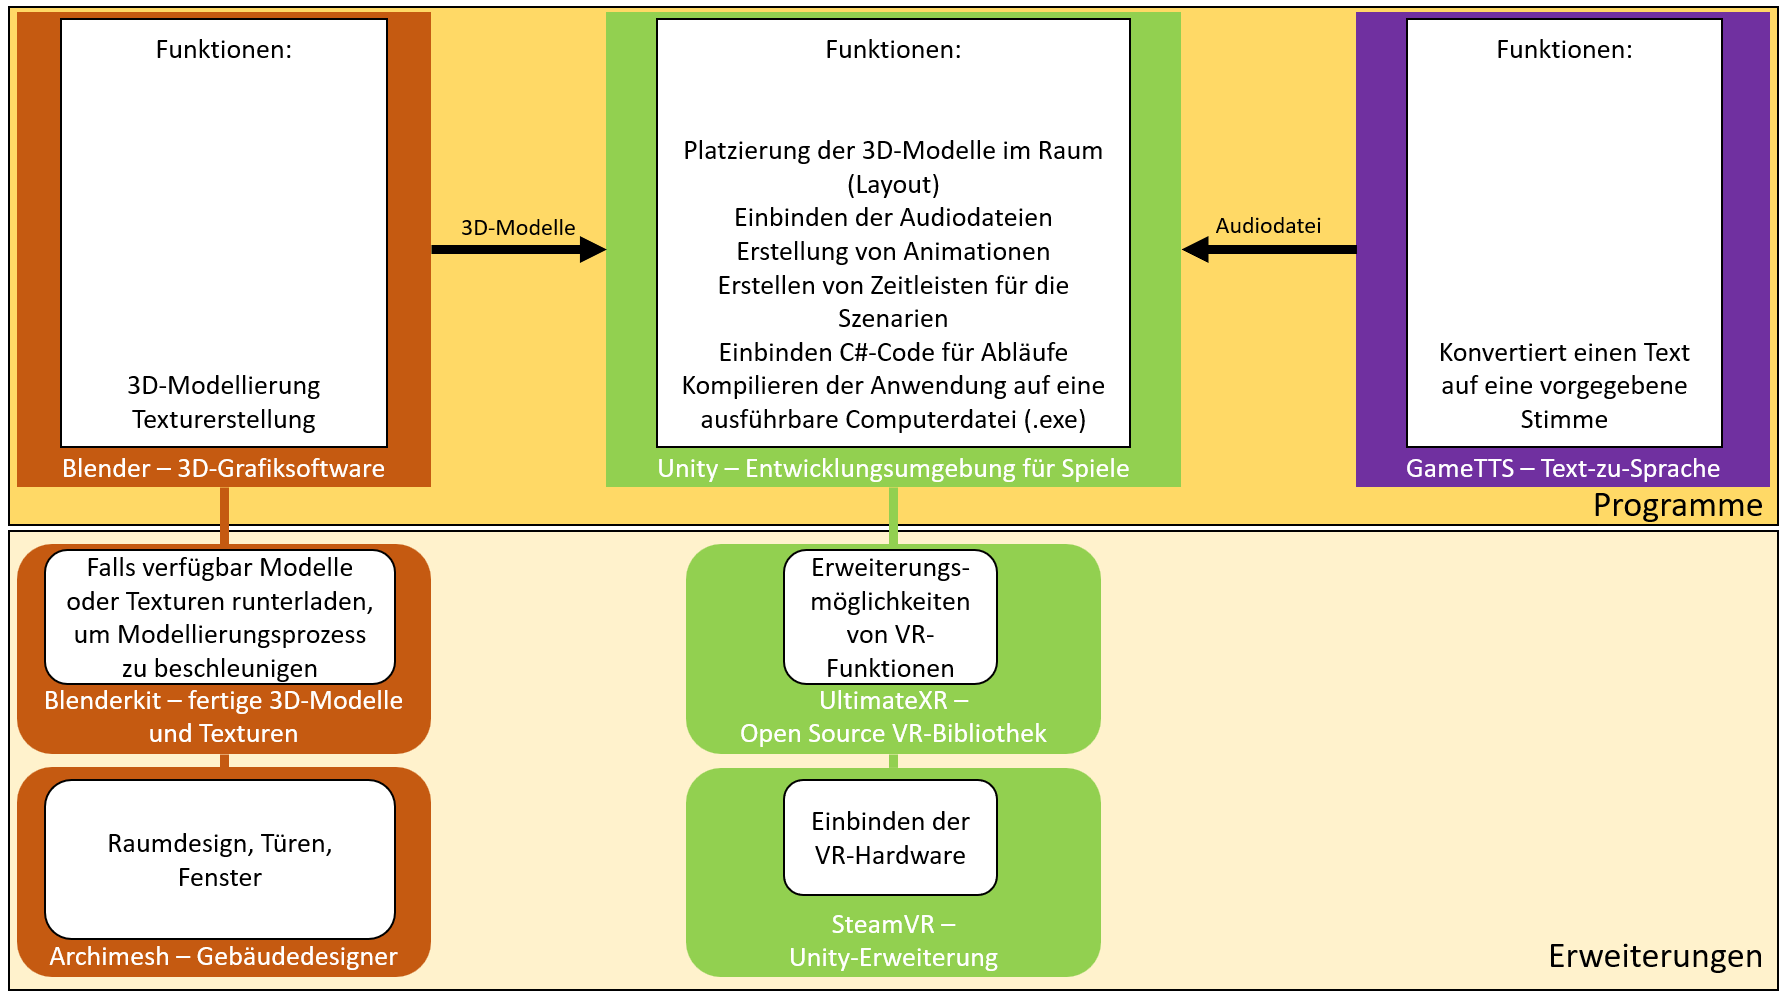 Funktionen:
3D-Modellierung
Texturerstellung
Blender – 3D-Grafiksoftware
3D-Modelle
Funktionen:
Platzierung der 3D-Modelle im Raum
(Layout)
Einbinden der Audiodateien
Erstellung von Animationen
Erstellen von Zeitleisten für die
Szenarien
Einbinden C#-Code für Abläufe
Kompilieren der Anwendung auf eine
ausführbare Computerdatei (.exe)
Unity – Entwicklungsumgebung für Spiele
Audiodatei
Funktionen:
Konvertiert einen Text
auf eine vorgegebene
Stimme
GameTTS – Text-zu-Sprache
Programme
Falls verfügbar Modelle
oder Texturen runterladen,
um Modellierungsprozess
zu beschleunigen
Blenderkit – fertige 3D-Modelle
und Texturen
Raumdesign, Türen,
Fenster
Archimesh – Gebäudedesigner
Erweiterungs-
möglichkeiten
von VR-
Funktionen
UltimateXR –
Open Source VR-Bibliothek
Einbinden der
VR-Hardware
SteamVR –
Unity-Erweiterung
Erweiterungen